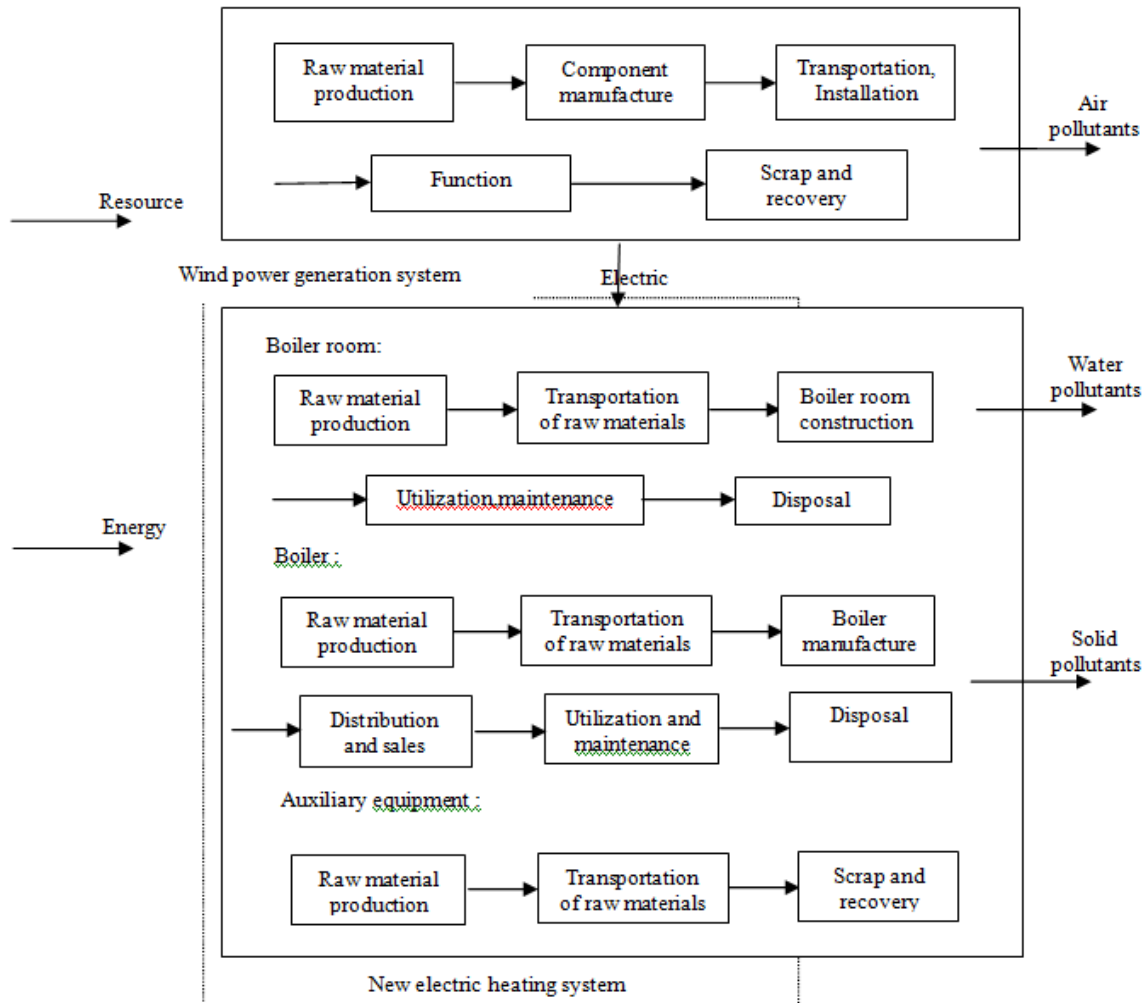 Raw material
production
Component
manufacture
Transportation,
Installation
Air
pollutants
Function
Scrap and
recovery
Resource
Wind power generation system
Electric
Boiler room:
Water
pollutants
Raw material
production
Transportation
of raw materials
Boiler room
construction
Utilization,maintenance
Disposal
Energy
Boiler :
Raw material
production
Transportation
of raw materials
Boiler
manufacture
Solid
pollutants
Distribution
and sales
Utilization and
maintenance
Disposal
Auxiliary equipment :
Raw material
production
Transportation
of raw materials
Scrap and
recovery
New electric heating system